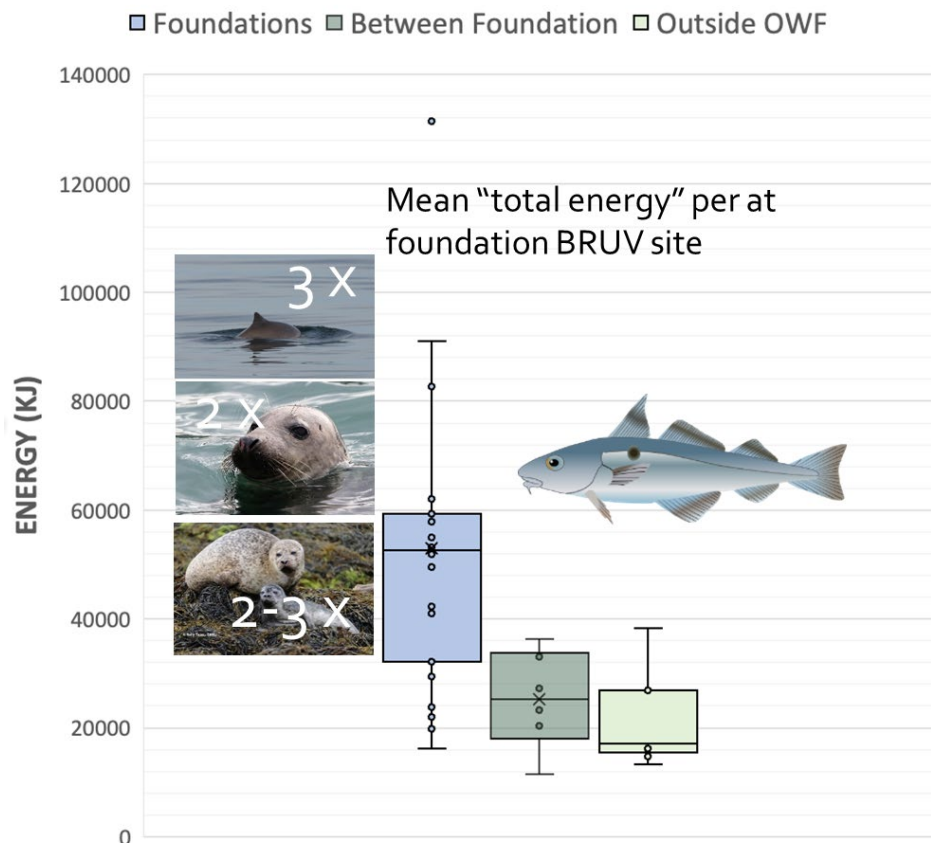 Foundations Between Foundation Outside OWF
140000
120000
100000
80000
60000
40000
20000
0
ENERGY (KJ)
Mean “total energy” per at
foundation BRUV site
3 x
2 x
2-3 x